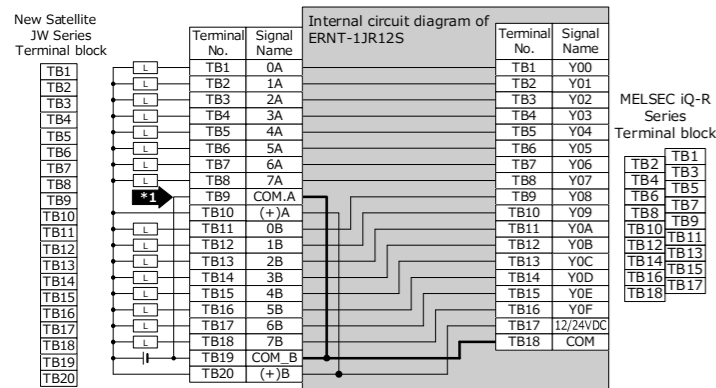 New Satellite
JW Series
Terminal block
TB1
TB2
TB3
TB4
TB5
TB6
TB7
TB8
TB9
TB10
TB11
TB12
TB13
TB14
TB15
TB16
TB17
TB18
TB19
TB20
L
L
L
L
L
L
L
L
*1
L
L
L
L
L
L
L
L
Terminal No. Signal Name
TB1 0A
TB2 1A
TB3 2A
TB4 3A
TB5 4A
TB6 5A
TB7 6A
TB8 7A
TB9 COM.A
TB10 (+)A
TB11 0B
TB12 1B
TB13 2B
TB14 3B
TB15 4B
TB16 5B
TB17 6B
TB18 7B
TB19 COM_B
TB20 (+)B
Internal circuit diagram of
ERNT-1JR12S
Terminal No. Signal Name
TB1 Y00
TB2 Y01
TB3 Y02
TB4 Y03
TB5 Y04
TB6 Y05
TB7 Y06
TB8 Y07
TB9 Y08
TB10 Y09
TB11 Y0A
TB12 Y0B
TB13 Y0C
TB14 Y0D
TB15 Y0E
TB16 Y0F
TB17 12/24VDC
TB18 COM
MELSEC iQ-R
Series
Terminal block
TB1
TB2
TB3
TB4
TB5
TB6
TB7
TB8
TB9
TB10
TB11
TB12
TB13
TB14
TB15
TB16
TB17
TB18